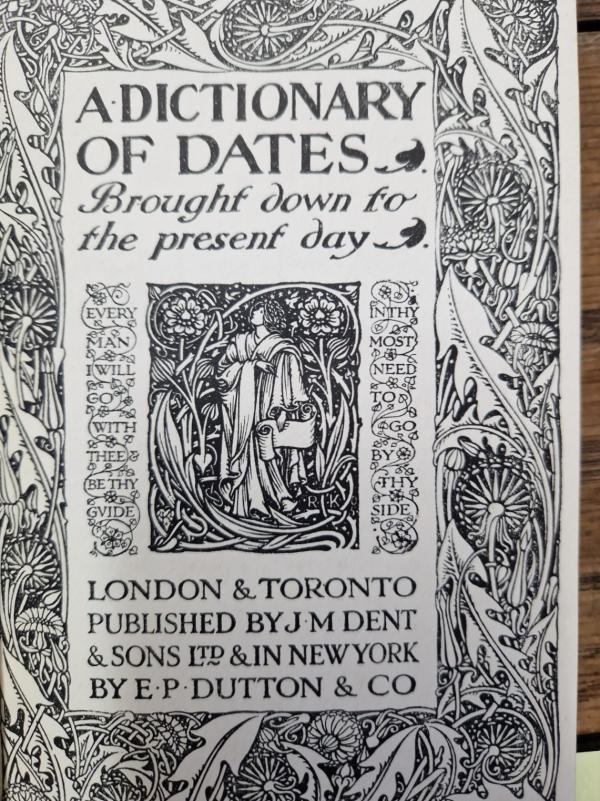 A·DICTIONARY
OF DATES.
Brought down to
the present day.
EVERY
MAN
I WILL
GO
WITH
THEE &
BE THY
GVIDE
IN THY
MOST
NEED
TO
GO
BY
THY
SIDE
R K
LONDON & TORONTO
PUBLISHED BY J·M DENT
& SONS LTD & IN NEW YORK
BY E·P·DUTTON & CO